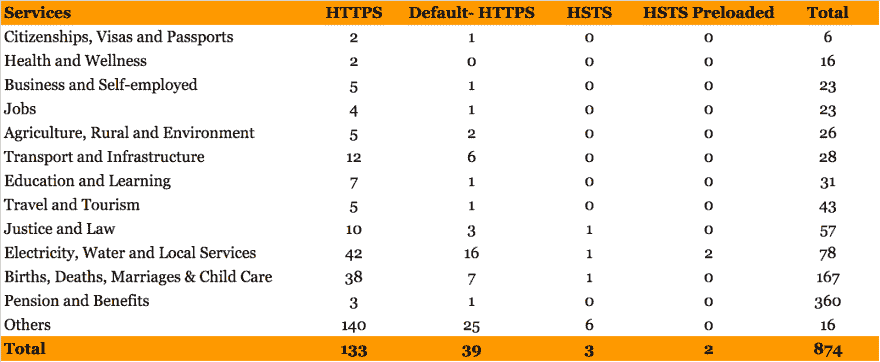 Services HTTPS Default- HTTPS HSTS HSTS Preloaded Total
Citizenships, Visas and Passports 2 1 0 0 6
Health and Wellness 2 0 0 0 16
Business and Self-employed 5 1 0 0 23
Jobs 4 1 0 0 23
Agriculture, Rural and Environment 5 2 0 0 26
Transport and Infrastructure 12 6 0 0 28
Education and Learning 7 1 0 0 31
Travel and Tourism 5 1 0 0 43
Justice and Law 10 3 1 0 57
Electricity, Water and Local Services 42 16 1 2 78
Births, Deaths, Marriages & Child Care 38 7 1 0 167
Pension and Benefits 3 1 0 0 360
Others 140 25 6 0 16
Total 133 39 3 2 874